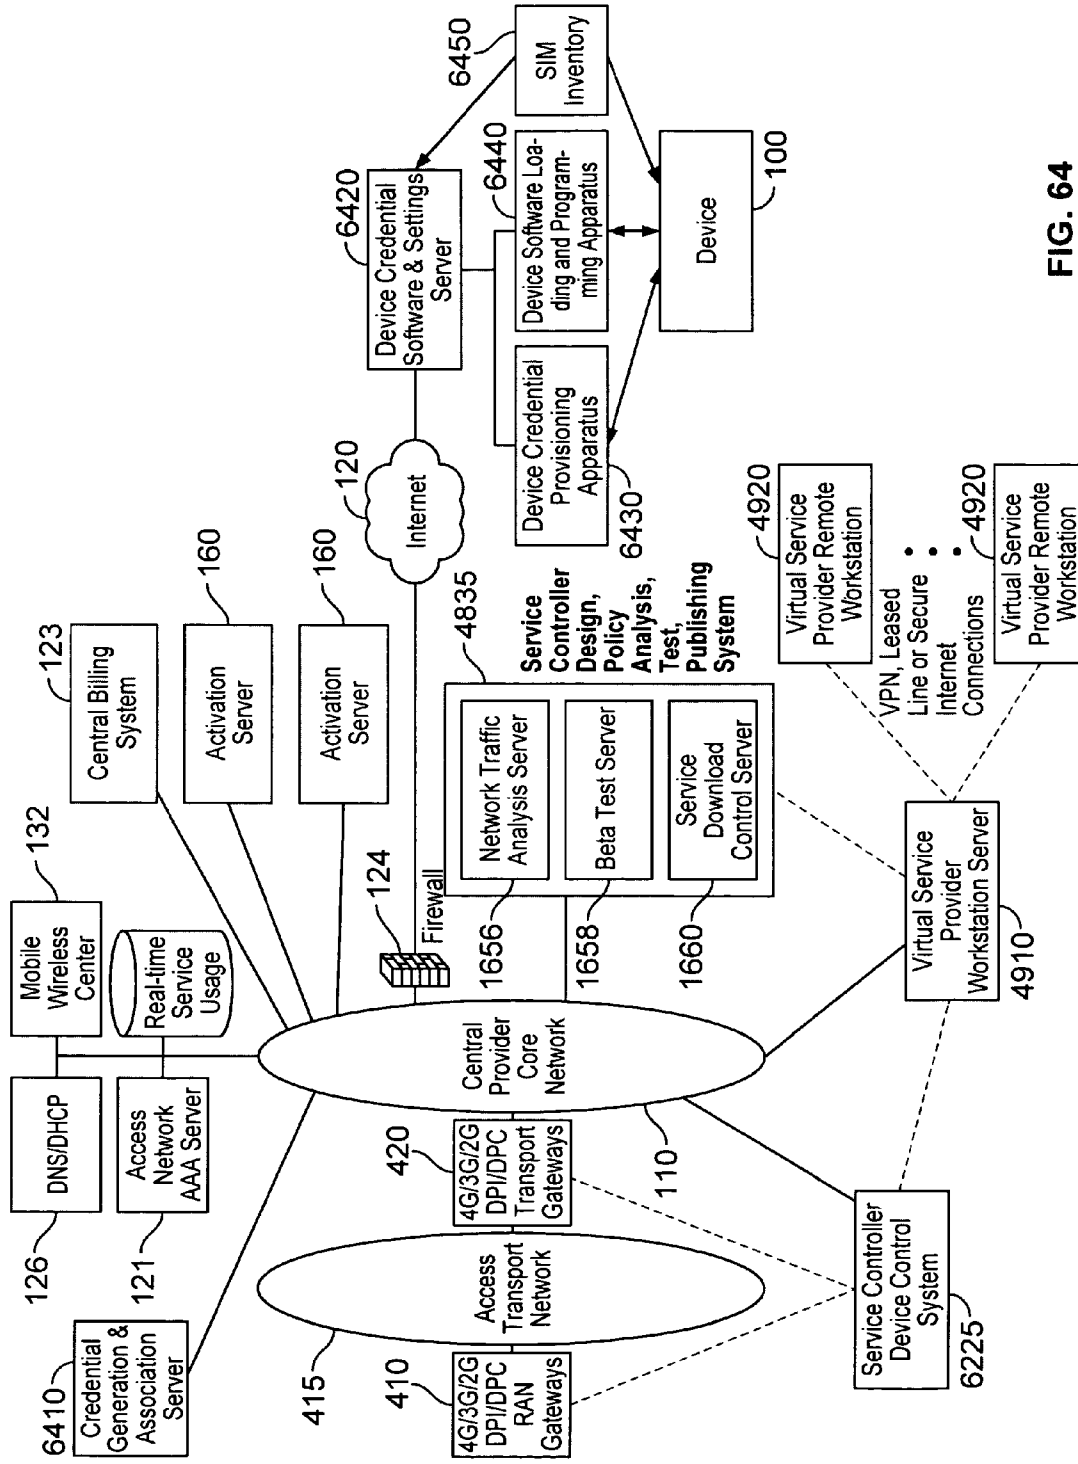 6410
Credential
Generation &
Association
Server
126
DNS/DHCP
121
Access
Network
AAA Server
Mobile
Wireless
Center
132
Real-time
Service
Usage
Central Billing
System
123
Activation
Server
160
Activation
Server
160
415
Access
Transport
Network
410
4G/3G/2G
DPI/DPC
RAN
Gateways
420
4G/3G/2G
DPI/DPC
Transport
Gateways
Central
Provider
Core
Network
110
124
Firewall
Internet
120
4835
Service
Controller
Design,
Policy
Analysis,
Test,
Publishing
System
Network Traffic
Analysis Server
1656
Beta Test Server
1658
Service
Download
Control Server
1660
Device Credential
Software & Settings
Server
6420
Device Credential
Provisioning
Apparatus
6430
Device Software Loa-
ding and Program-
ming Apparatus
6440
SIM
Inventory
6450
Device
100
Service Controller
Device Control
System
6225
Virtual Service
Provider
Workstation Server
4910
Virtual Service
Provider Remote
Workstation
4920
VPN, Leased
Line or Secure
Internet
Connections
Virtual Service
Provider Remote
Workstation
4920
FIG. 64